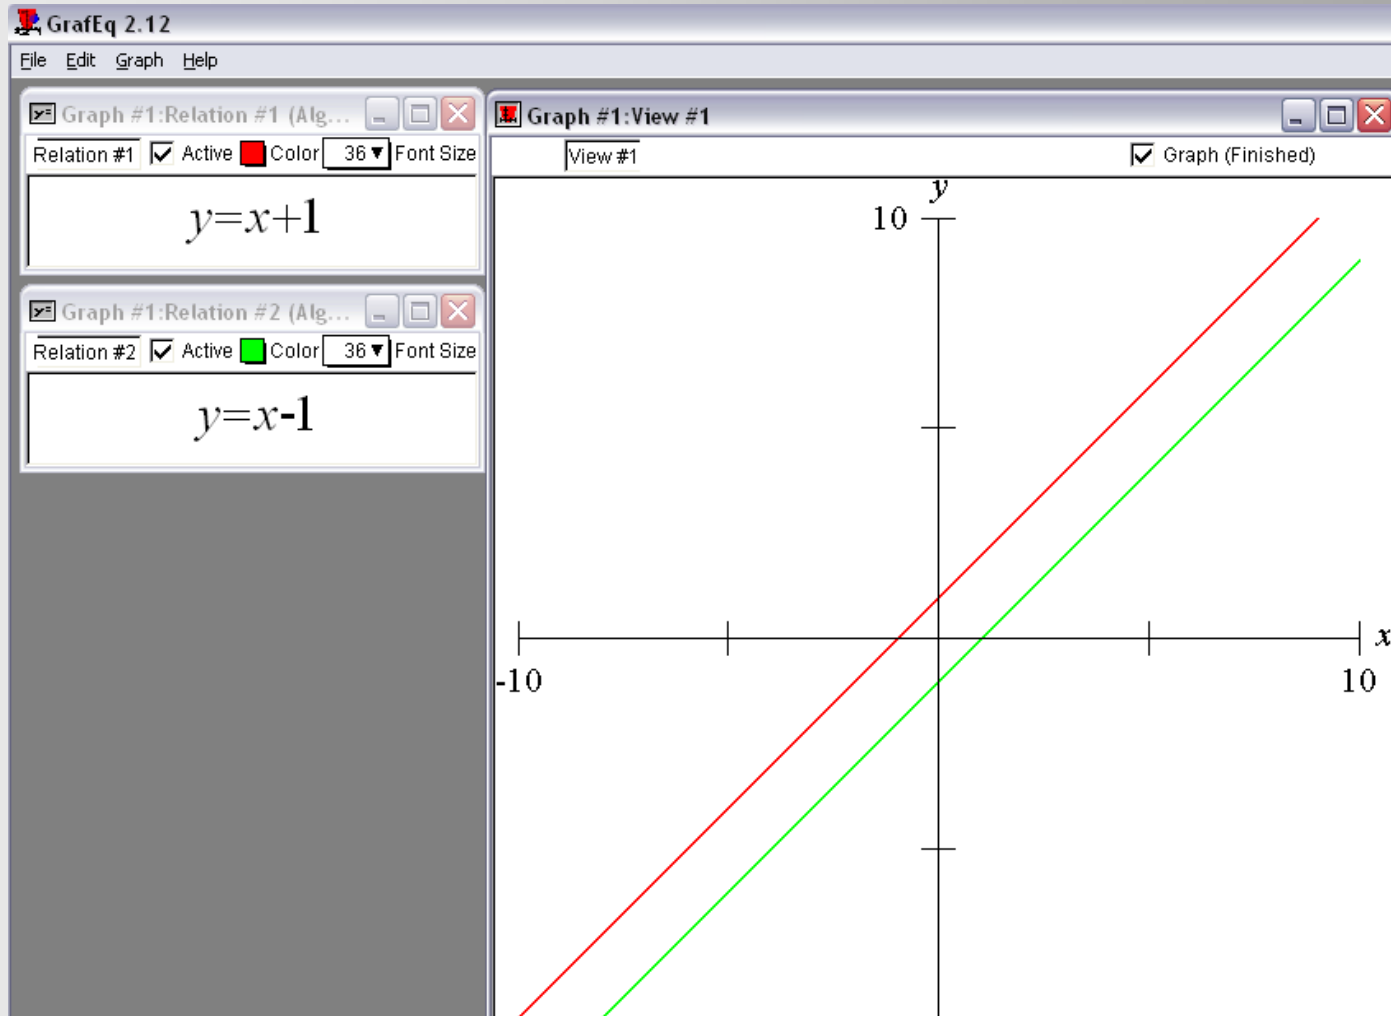 GrafEq 2.12
File Edit Graph Help
Graph #1:Relation #1 (Alg...
Relation #1 Active Color 36 Font Size
y=x+1
Graph #1:Relation #2 (Alg...
Relation #2 Active Color 36 Font Size
y=x-1
Graph #1:View #1
View #1 Graph (Finished)
y
10
x
-10 10